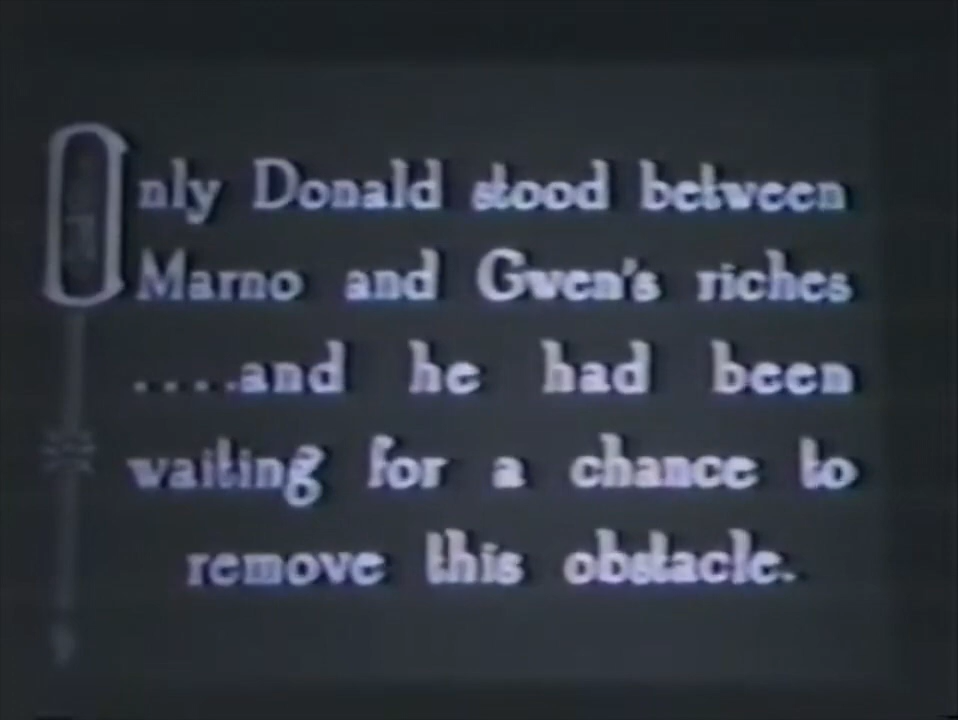 Only Donald stood between
Marno and Gwen's riches
.....and he had been
waiting for a chance to
remove this obstacle.